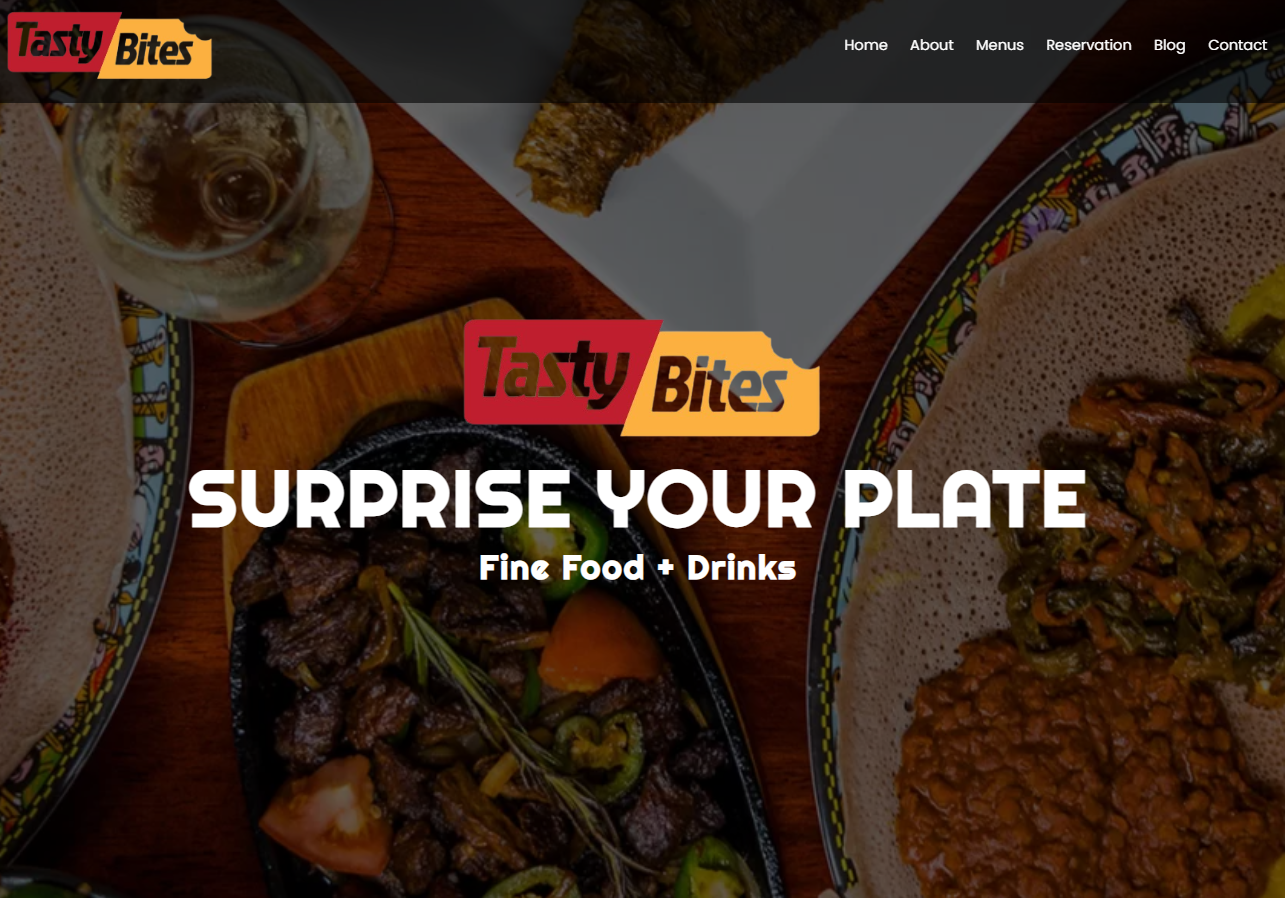 Tasty Bites
Home About Menus Reservation Blog Contact
Tasty Bites
SURPRISE YOUR PLATE
Fine Food + Drinks